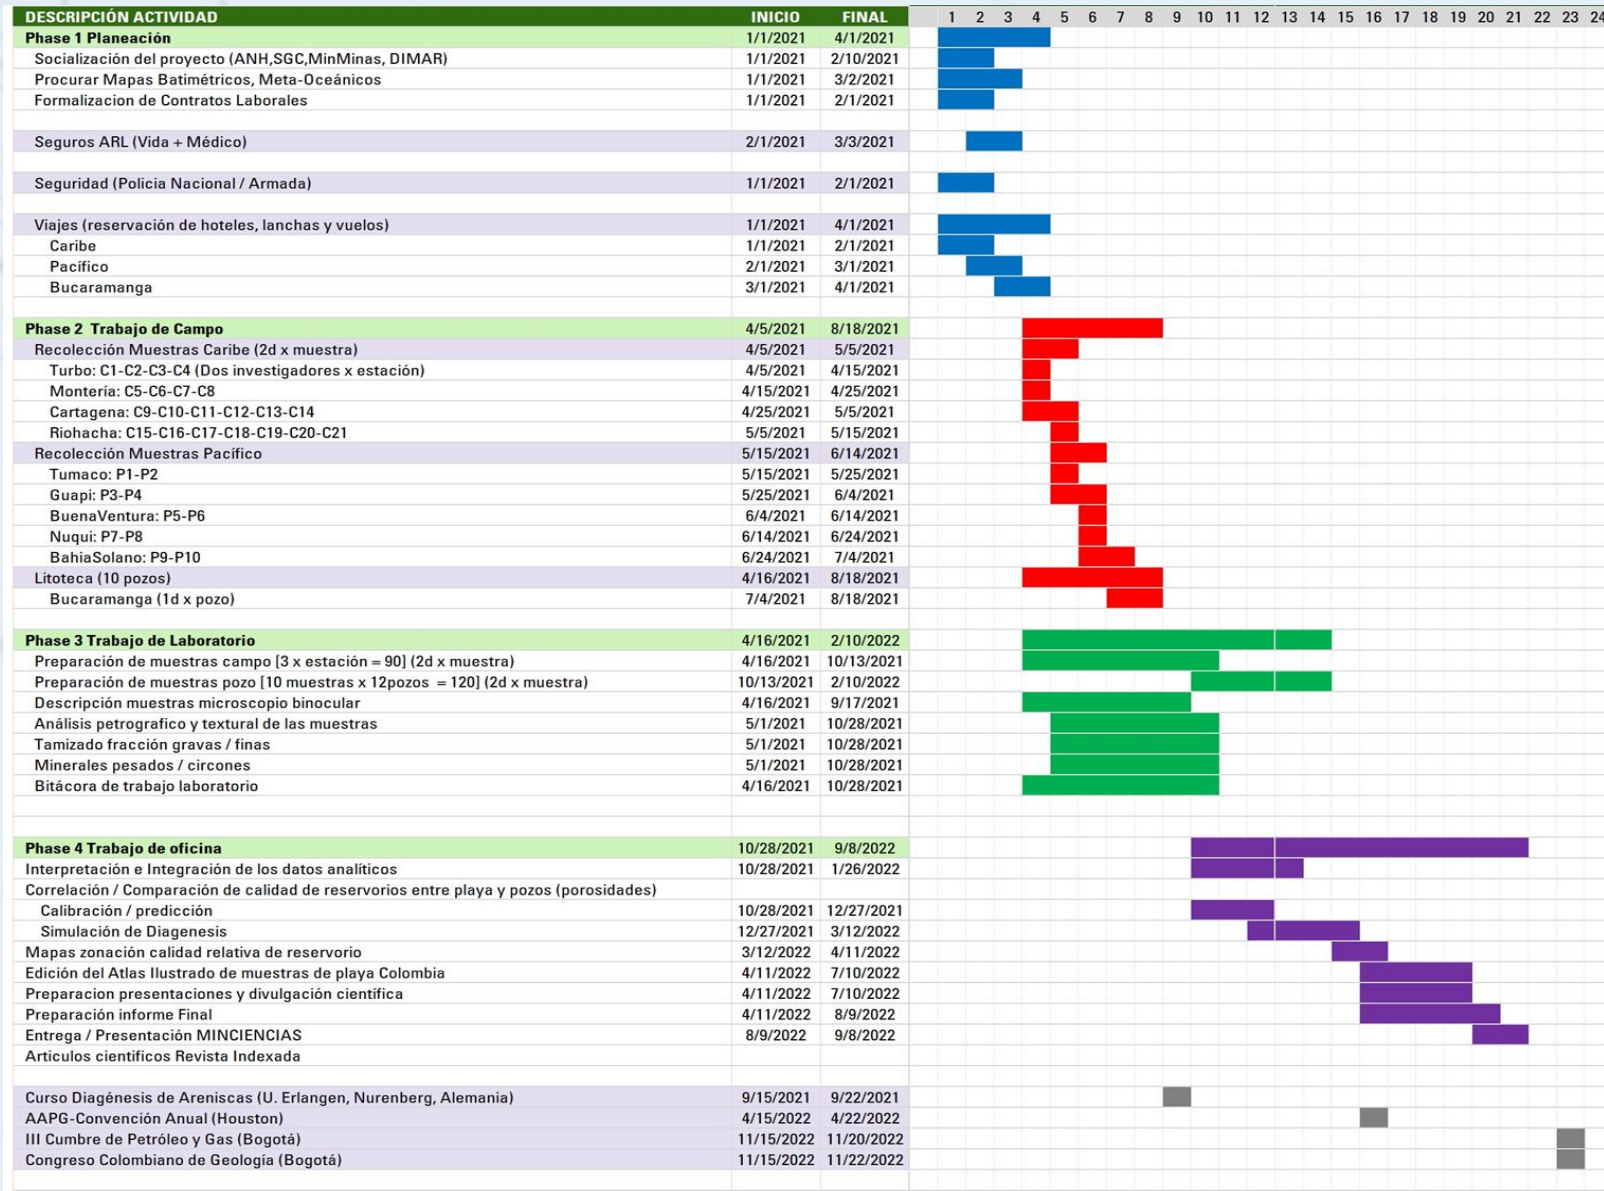 DESCRIPCIÓN ACTIVIDAD INICIO FINAL 1 2 3 4 5 6 7 8 9 10 11 12 13 14 15 16 17 18 19 20 21 22 23 24
Phase 1 Planeación 1/1/2021 4/1/2021
Socialización del proyecto (ANH,SGC,MinMinas, DIMAR) 1/1/2021 2/10/2021
Procurar Mapas Batimétricos, Meta-Oceánicos 1/1/2021 3/2/2021
Formalizacion de Contratos Laborales 1/1/2021 2/1/2021
Seguros ARL (Vida + Médico) 2/1/2021 3/3/2021
Seguridad (Policia Nacional / Armada) 1/1/2021 2/1/2021
Viajes (reservación de hoteles, lanchas y vuelos) 1/1/2021 4/1/2021
Caribe 1/1/2021 2/1/2021
Pacífico 2/1/2021 3/1/2021
Bucaramanga 3/1/2021 4/1/2021
Phase 2 Trabajo de Campo 4/5/2021 8/18/2021
Recolección Muestras Caribe (2d x muestra) 4/5/2021 5/5/2021
Turbo: C1-C2-C3-C4 (Dos investigadores x estación) 4/5/2021 4/15/2021
Montería: C5-C6-C7-C8 4/15/2021 4/25/2021
Cartagena: C9-C10-C11-C12-C13-C14 4/25/2021 5/5/2021
Riohacha: C15-C16-C17-C18-C19-C20-C21 5/5/2021 5/15/2021
Recolección Muestras Pacífico 5/15/2021 6/14/2021
Tumaco: P1-P2 5/15/2021 5/25/2021
Guapi: P3-P4 5/25/2021 6/4/2021
BuenaVentura: P5-P6 6/4/2021 6/14/2021
Nuqui: P7-P8 6/14/2021 6/24/2021
BahiaSolano: P9-P10 6/24/2021 7/4/2021
Litoteca (10 pozos) 4/16/2021 8/18/2021
Bucaramanga (1d x pozo) 7/4/2021 8/18/2021
Phase 3 Trabajo de Laboratorio 4/16/2021 2/10/2022
Preparación de muestras campo [3 x estación = 90] (2d x muestra) 4/16/2021 10/13/2021
Preparación de muestras pozo [10 muestras x 12pozos = 120] (2d x muestra) 10/13/2021 2/10/2022
Descripción muestras microscopio binocular 4/16/2021 9/17/2021
Análisis petrografico y textural de las muestras 5/1/2021 10/28/2021
Tamizado fracción gravas / finas 5/1/2021 10/28/2021
Minerales pesados / circones 5/1/2021 10/28/2021
Bitácora de trabajo laboratorio 4/16/2021 10/28/2021
Phase 4 Trabajo de oficina 10/28/2021 9/8/2022
Interpretación e Integración de los datos analíticos 10/28/2021 1/26/2022
Correlación / Comparación de calidad de reservorios entre playa y pozos (porosidades)
Calibración / predicción 10/28/2021 12/27/2021
Simulación de Diagenesis 12/27/2021 3/12/2022
Mapas zonación calidad relativa de reservorio 3/12/2022 4/11/2022
Edición del Atlas Ilustrado de muestras de playa Colombia 4/11/2022 7/10/2022
Preparacion presentaciones y divulgación científica 4/11/2022 7/10/2022
Preparación informe Final 4/11/2022 8/9/2022
Entrega / Presentación MINCIENCIAS 8/9/2022 9/8/2022
Articulos cientificos Revista Indexada
Curso Diagénesis de Areniscas (U. Erlangen, Nurenberg, Alemania) 9/15/2021 9/22/2021
AAPG-Convención Anual (Houston) 4/15/2022 4/22/2022
III Cumbre de Petróleo y Gas (Bogotá) 11/15/2022 11/20/2022
Congreso Colombiano de Geología (Bogotá) 11/15/2022 11/22/2022